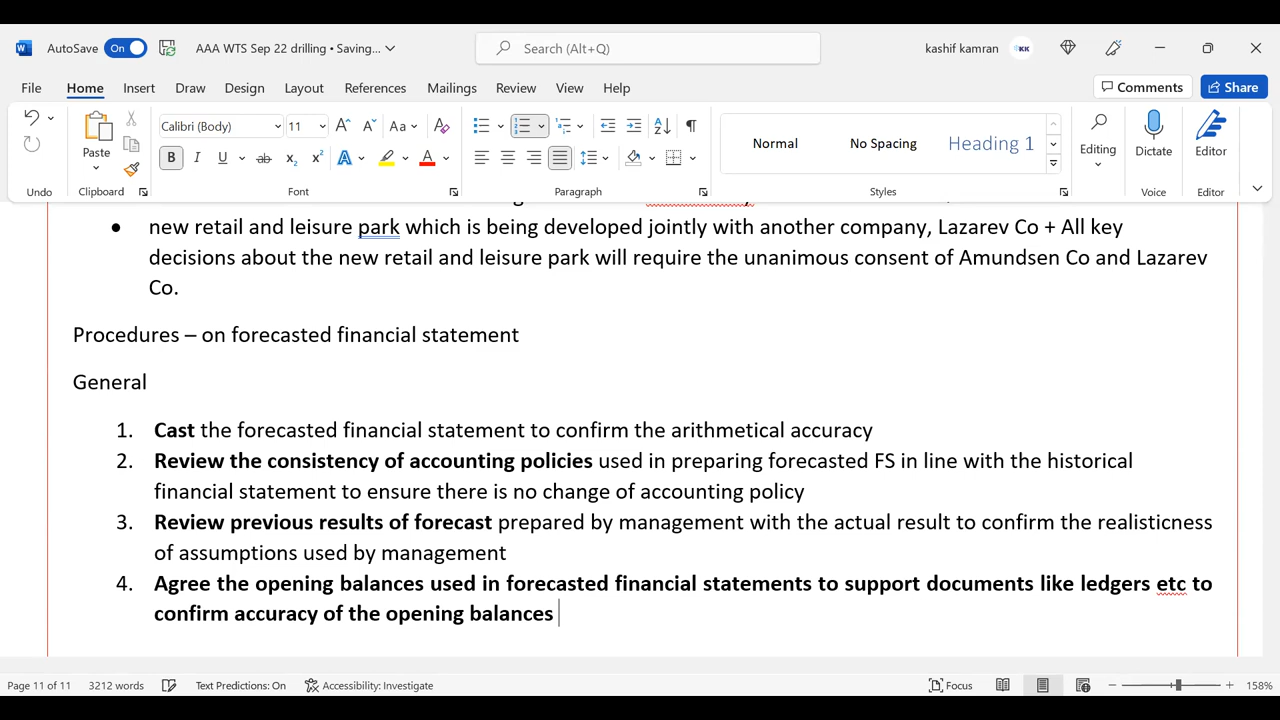 AutoSave On AAA WTS Sep 22 drilling • Saving... Search (Alt+Q) kashif kamran KK
File Home Insert Draw Design Layout References Mailings Review View Help Comments Share
Calibri (Body) 11 Aa Normal No Spacing Heading 1
Paste Editing Dictate Editor
Undo Clipboard Font Paragraph Styles Voice Editor
• new retail and leisure park which is being developed jointly with another company, Lazarev Co + All key
decisions about the new retail and leisure park will require the unanimous consent of Amundsen Co and Lazarev
Co.
Procedures – on forecasted financial statement
General
1. Cast the forecasted financial statement to confirm the arithmetical accuracy
2. Review the consistency of accounting policies used in preparing forecasted FS in line with the historical
financial statement to ensure there is no change of accounting policy
3. Review previous results of forecast prepared by management with the actual result to confirm the realisticness
of assumptions used by management
4. Agree the opening balances used in forecasted financial statements to support documents like ledgers etc to
confirm accuracy of the opening balances
Page 11 of 11 3212 words Text Predictions: On Accessibility: Investigate Focus 158%